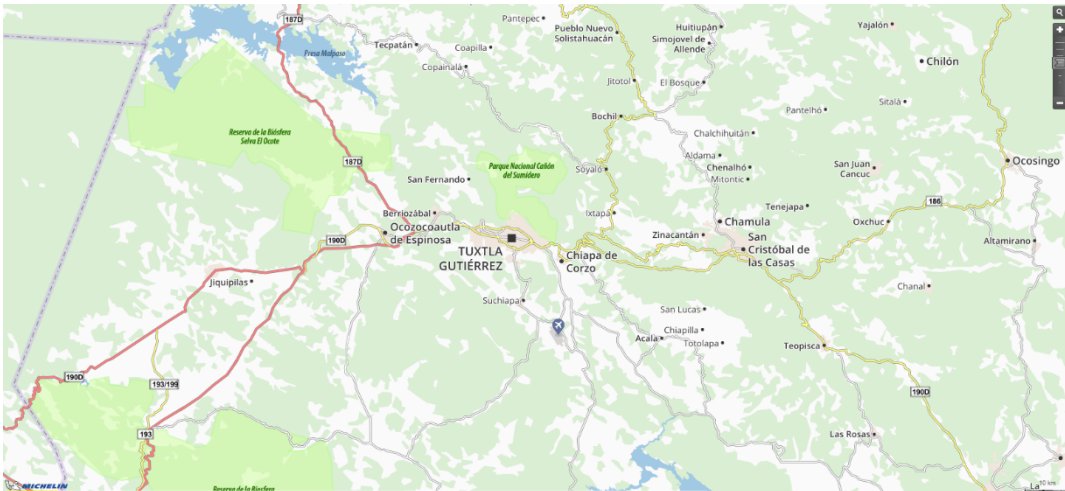 187D
Pantepec
Pueblo Nuevo
Solistahuacán
Huitiupán
Simojovel de
Allende
Yajalón
Tecpatán
Coapilla
Presa Malpaso
Copainalá
Chilón
Jitotol
El Bosque
Pantelhó
Sitalá
Bochil
Reserva de la Biósfera
Selva El Ocote
Chalchihuitán
187D
Parque Nacional Cañón
del Sumidero
Soyaló
Aldama
Chenalhó
Mitontic
San Juan
Cancuc
Ocosingo
San Fernando
186
Tenejapa
Berriozábal
Ixtapa
Chamula
Oxchuc
Ocozocoautla
de Espinosa
190D
TUXTLA
GUTIÉRREZ
Zinacantán
San
Cristóbal de
las Casas
Altamirano
Chiapa de
Corzo
Jiquipilas
Chanal
Suchiapa
San Lucas
Chiapilla
Acala
Totolapa
Teopisca
190D
193/199
190D
193
Las Rosas
MICHELIN
Reserva de la Biosfera
La
10 km